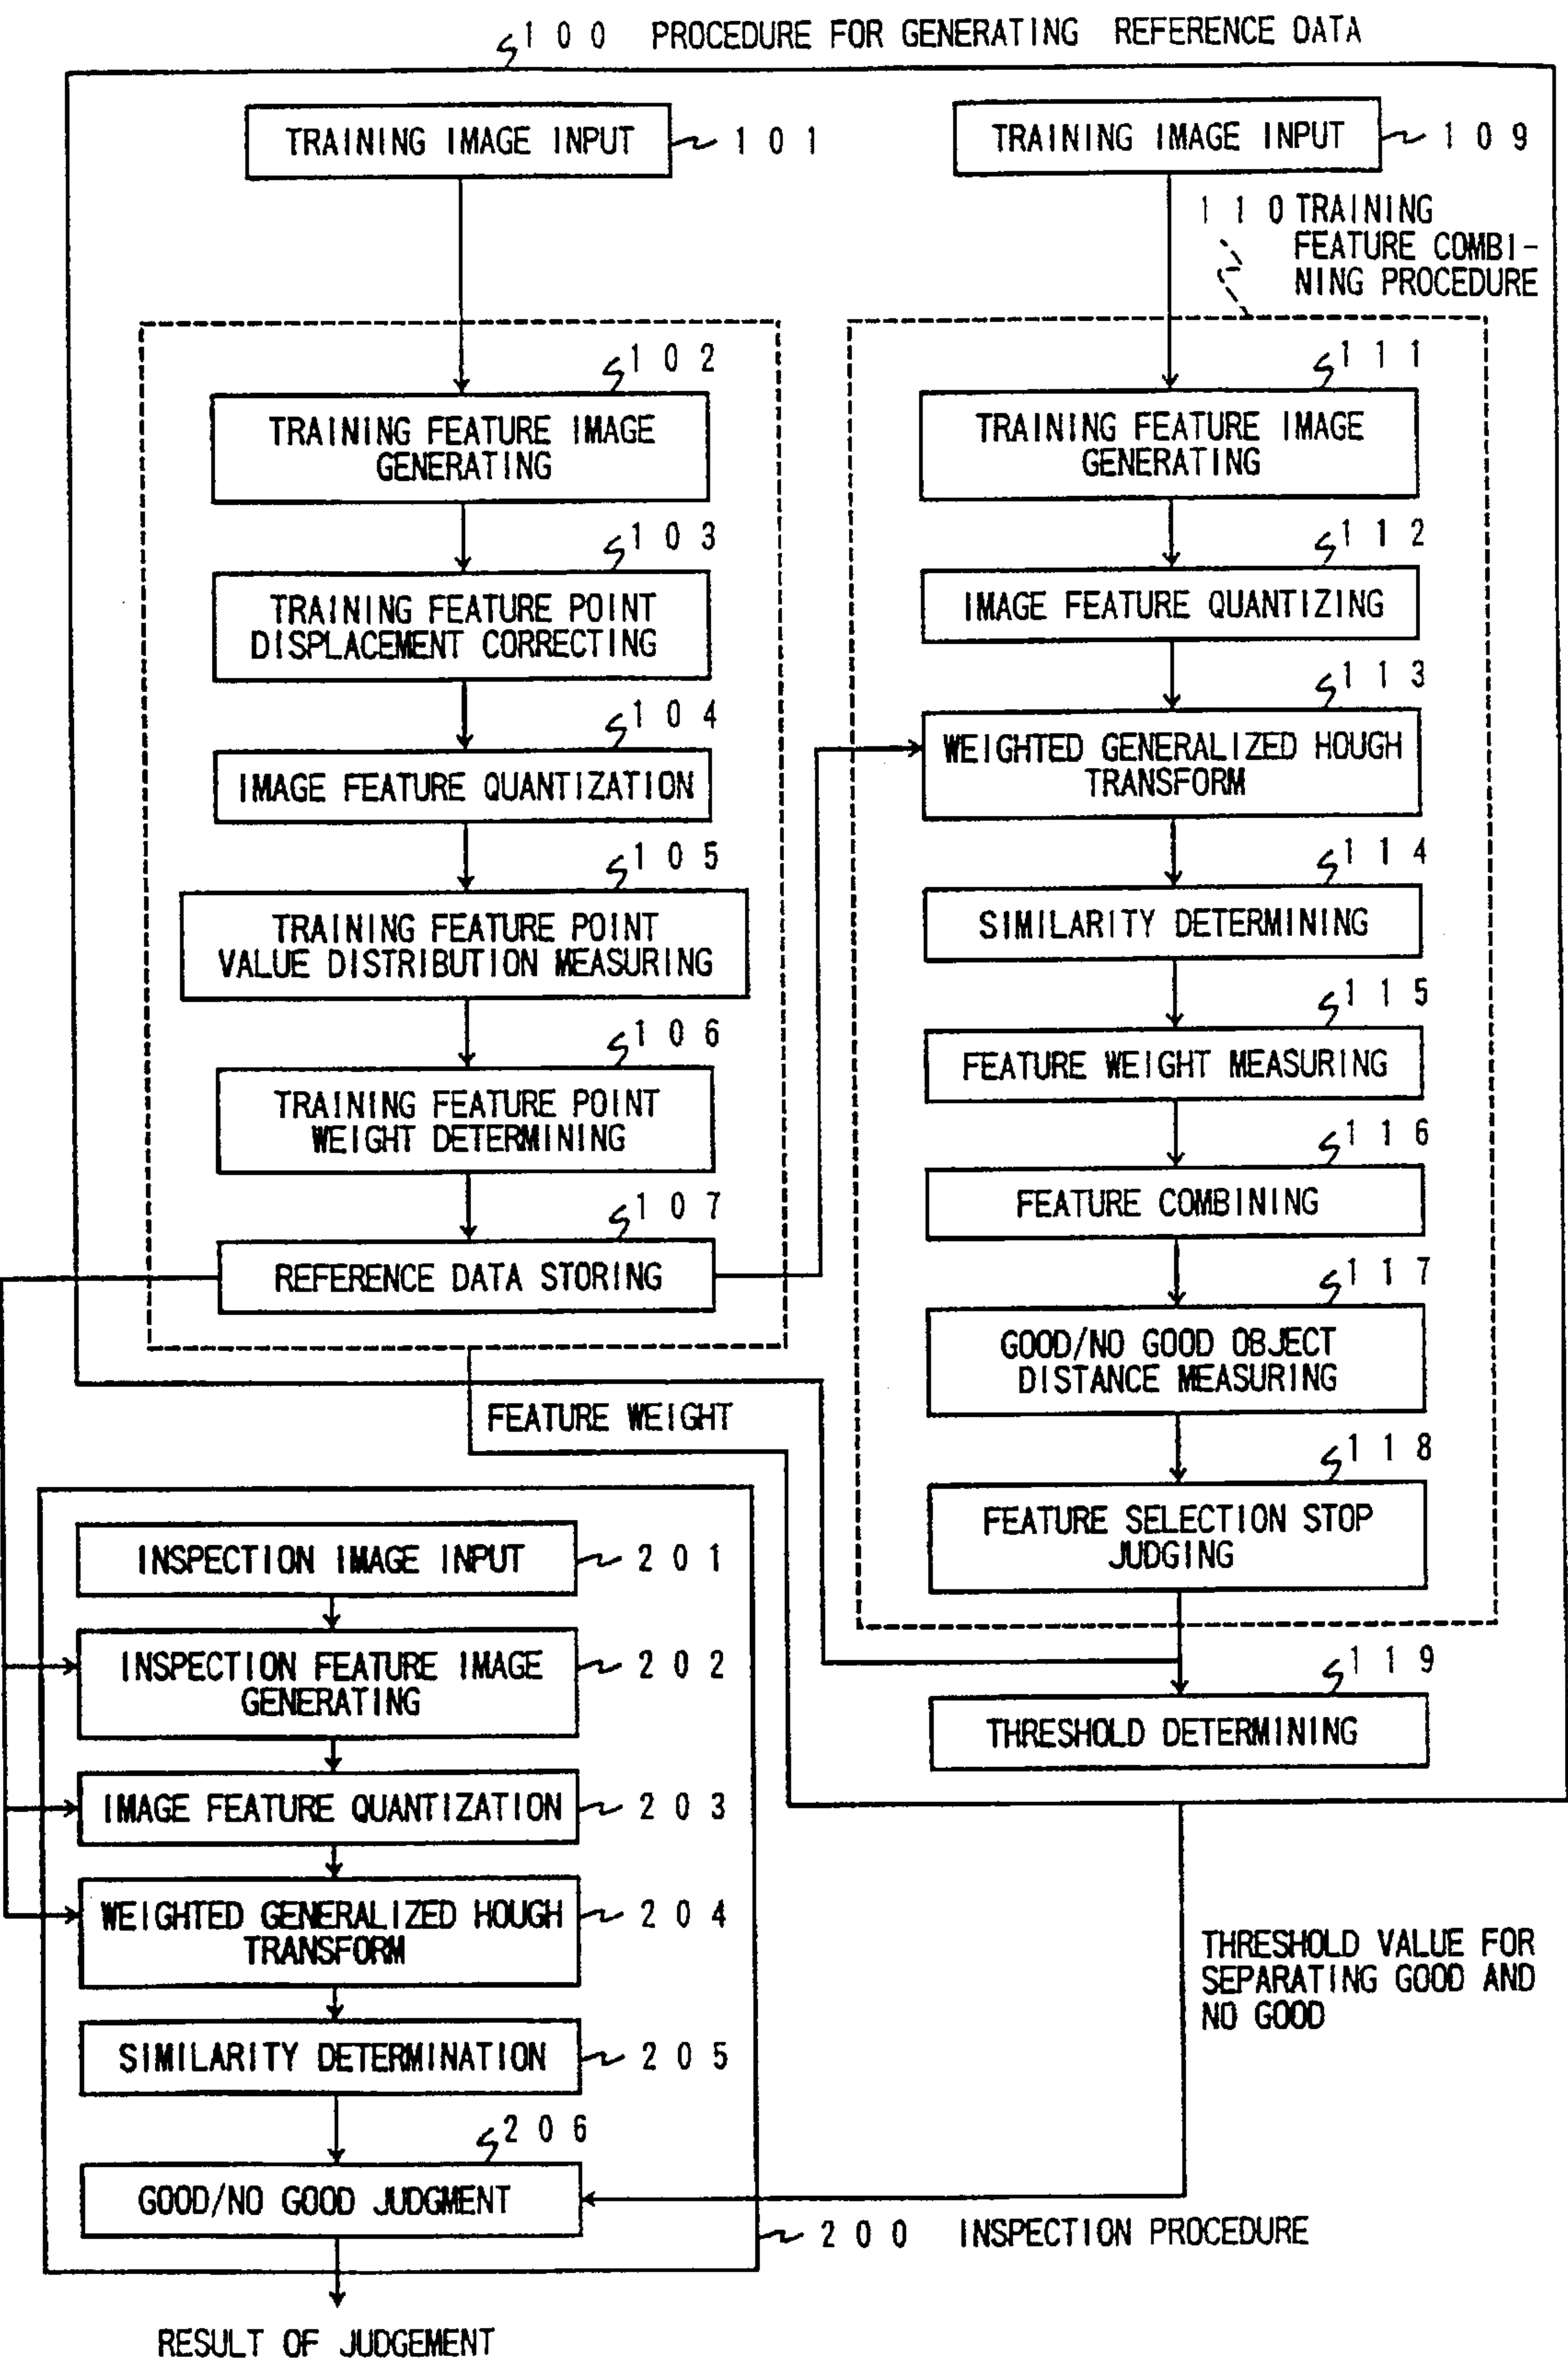 100 PROCEDURE FOR GENERATING REFERENCE DATA
TRAINING IMAGE INPUT
101
102
TRAINING FEATURE IMAGE
GENERATING
103
TRAINING FEATURE POINT
DISPLACEMENT CORRECTING
104
IMAGE FEATURE QUANTIZATION
105
TRAINING FEATURE POINT
VALUE DISTRIBUTION MEASURING
106
TRAINING FEATURE POINT
WEIGHT DETERMINING
107
REFERENCE DATA STORING
FEATURE WEIGHT
TRAINING IMAGE INPUT
109
110 TRAINING
FEATURE COMBI-
NING PROCEDURE
111
TRAINING FEATURE IMAGE
GENERATING
112
IMAGE FEATURE QUANTIZING
113
WEIGHTED GENERALIZED HOUGH
TRANSFORM
114
SIMILARITY DETERMINING
115
FEATURE WEIGHT MEASURING
116
FEATURE COMBINING
117
GOOD/NO GOOD OBJECT
DISTANCE MEASURING
118
FEATURE SELECTION STOP
JUDGING
119
THRESHOLD DETERMINING
THRESHOLD VALUE FOR
SEPARATING GOOD AND
NO GOOD
INSPECTION IMAGE INPUT
201
INSPECTION FEATURE IMAGE
GENERATING
202
IMAGE FEATURE QUANTIZATION
203
WEIGHTED GENERALIZED HOUGH
TRANSFORM
204
SIMILARITY DETERMINATION
205
206
GOOD/NO GOOD JUDGMENT
200 INSPECTION PROCEDURE
RESULT OF JUDGEMENT